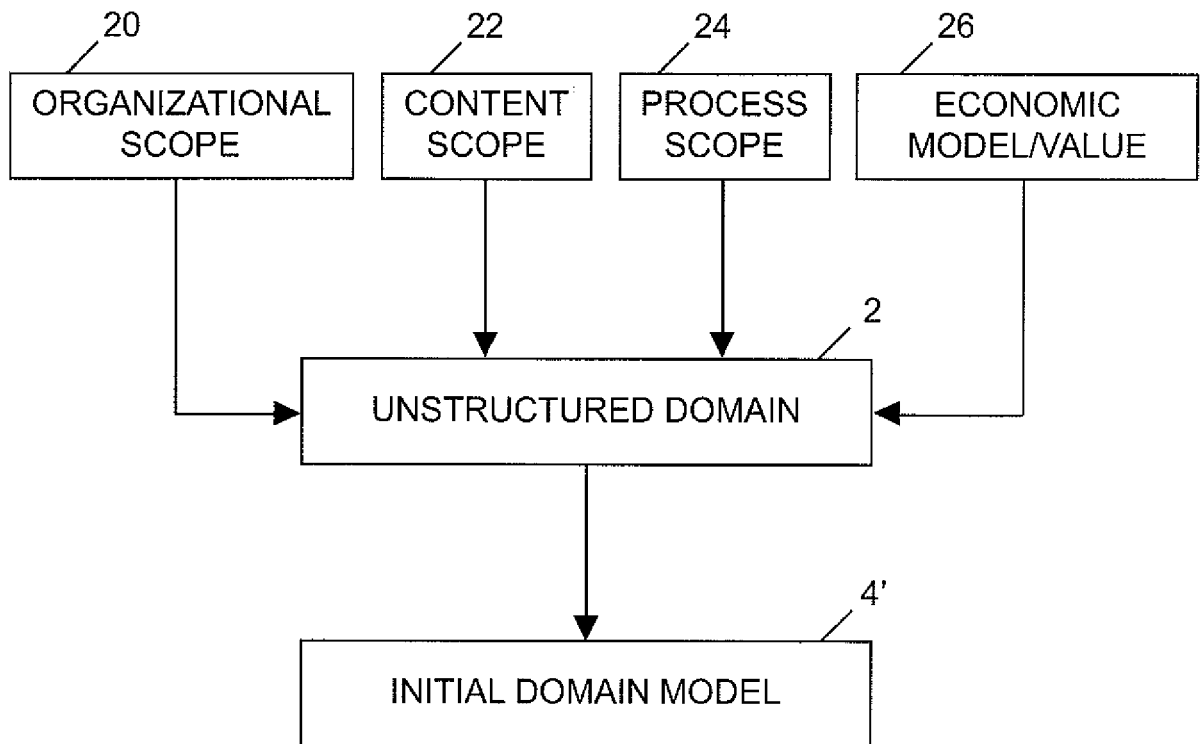 20
22
24
26
ORGANIZATIONAL
SCOPE
CONTENT
SCOPE
PROCESS
SCOPE
ECONOMIC
MODEL/VALUE
2
UNSTRUCTURED DOMAIN
4’
INITIAL DOMAIN MODEL